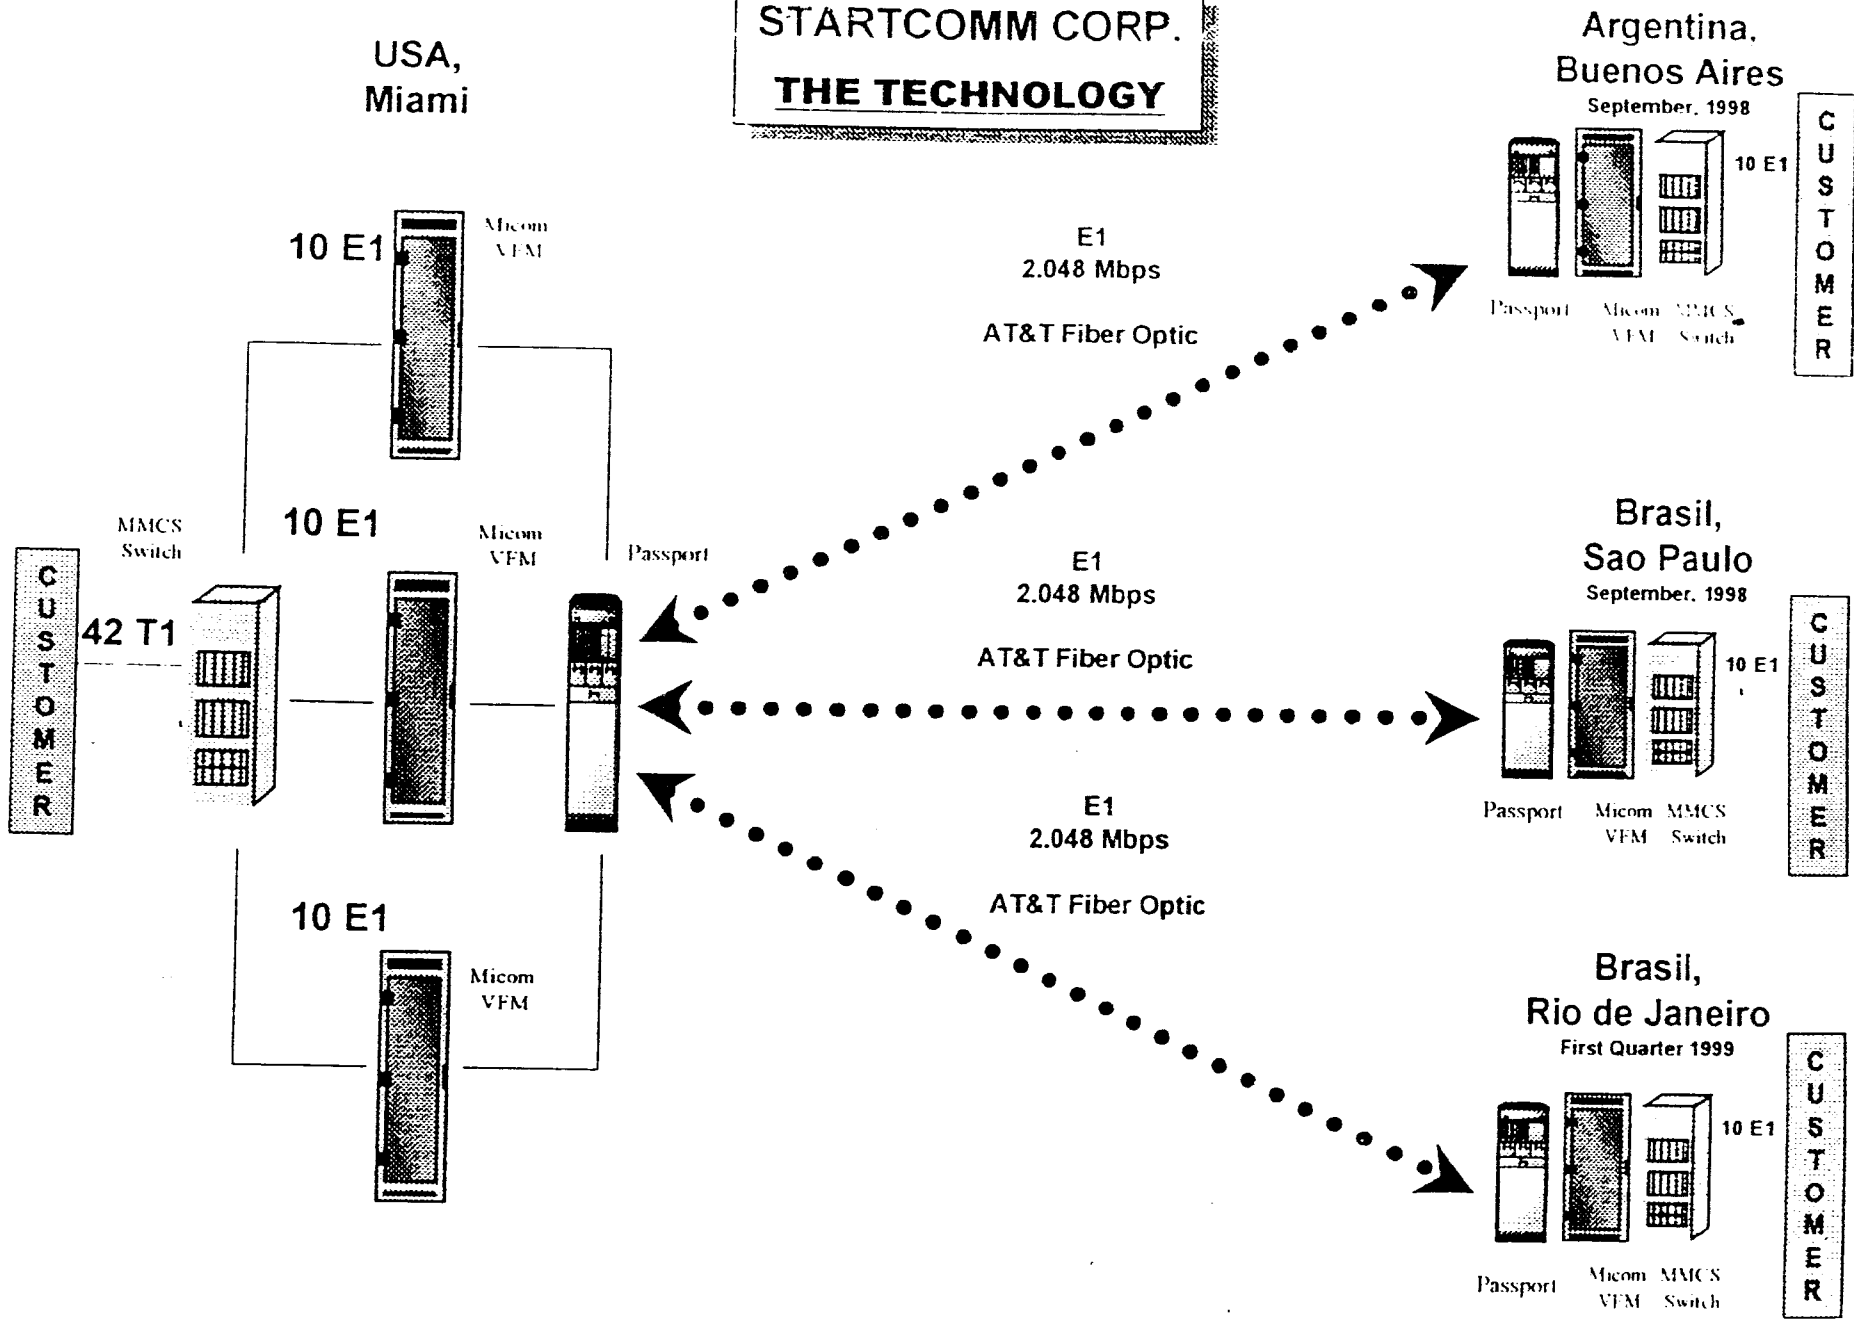 STARTCOMM CORP.
THE TECHNOLOGY
USA,
Miami
10 E1
Micom
VFM
10 E1
Micom
VFM
MMCS
Switch
Passport
CUSTOMER
42 T1
10 E1
Micom
VFM
E1
2.048 Mbps
AT&T Fiber Optic
E1
2.048 Mbps
AT&T Fiber Optic
E1
2.048 Mbps
AT&T Fiber Optic
Argentina,
Buenos Aires
September, 1998
10 E1
CUSTOMER
Passport
Micom
VFM
MMCS
Switch
Brasil,
Sao Paulo
September, 1998
10 E1
CUSTOMER
Passport
Micom
VFM
MMCS
Switch
Brasil,
Rio de Janeiro
First Quarter 1999
10 E1
CUSTOMER
Passport
Micom
VFM
MMCS
Switch